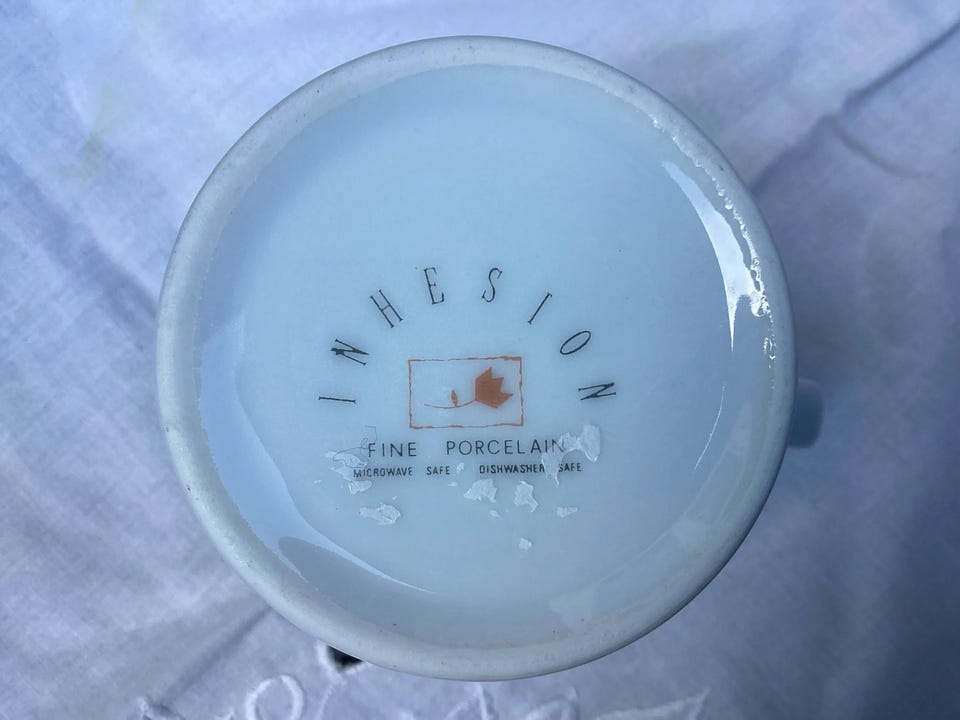 INHESION
FINE PORCELAIN
MICROWAVE SAFE DISHWASHER SAFE